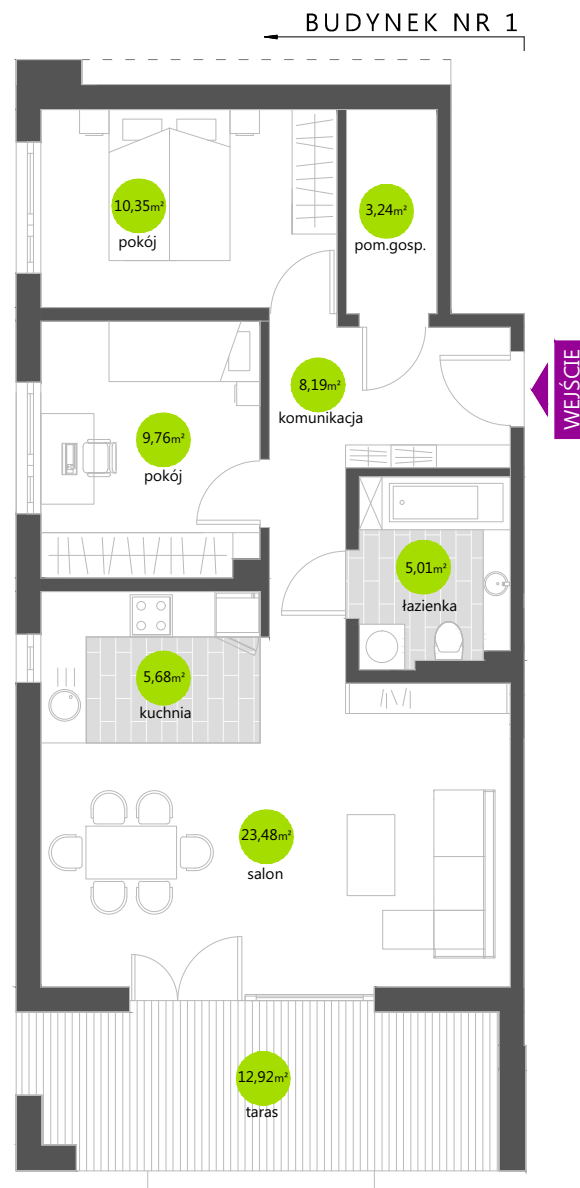 BUDYNEK NR 1
10,35m²
pokój
3,24m²
pom.gosp.
WEJŚCIE
8,19m²
komunikacja
9,76m²
pokój
5,01m²
łazienka
5,68m²
kuchnia
23,48m²
salon
12,92m²
taras